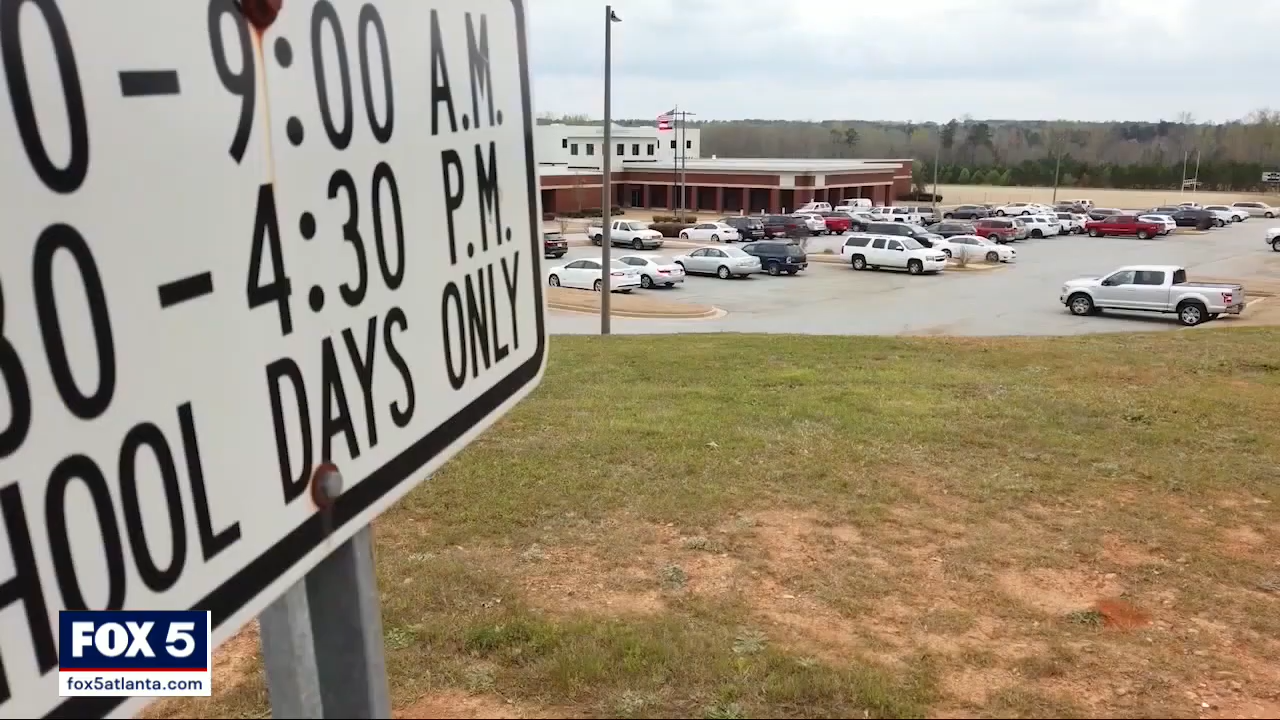 0 - 9:00 A.M.
30 - 4:30 P.M.
HOOL DAYS ONLY
FOX 5
fox5atlanta.com